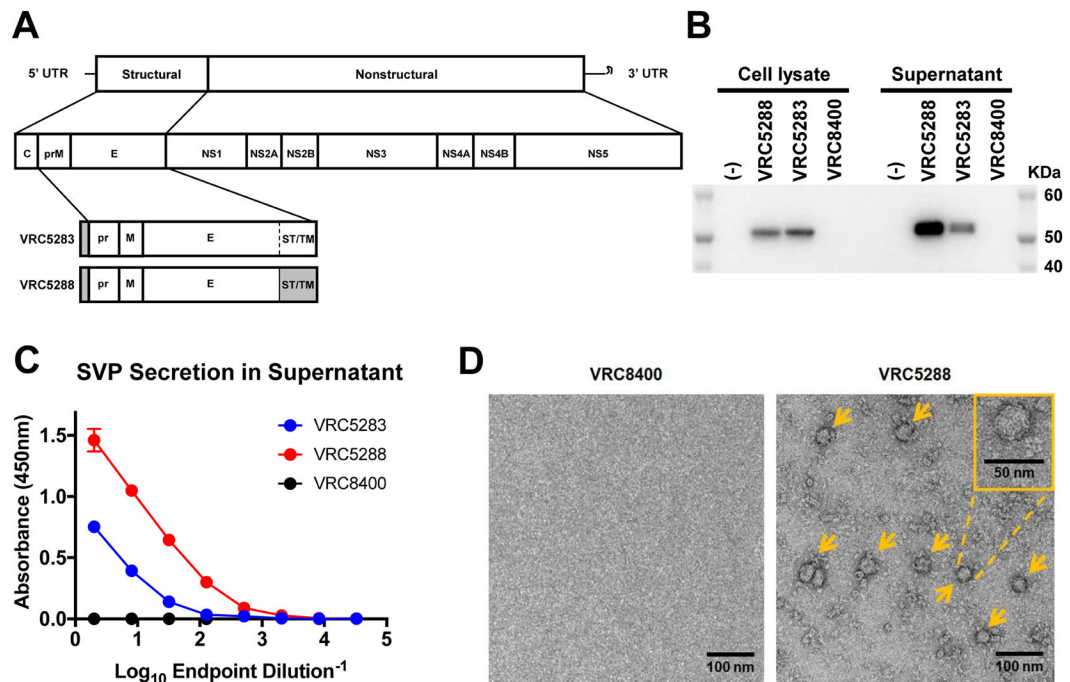 A
5’ UTR
Structural
Nonstructural
3’ UTR
C
prM
E
NS1
NS2A
NS2B
NS3
NS4A
NS4B
NS5
VRC5283
pr
M
E
ST/TM
VRC5288
pr
M
E
ST/TM
B
Cell lysate
Supernatant
(-)
VRC5288
VRC5283
VRC8400
(-)
VRC5288
VRC5283
VRC8400
KDa
60
50
40
C
SVP Secretion in Supernatant
VRC5283
VRC5288
VRC8400
Absorbance (450nm)
1.5
1.0
0.5
0.0
0
1
2
3
4
5
Log10 Endpoint Dilution-1
D
VRC8400
100 nm
VRC5288
50 nm
100 nm